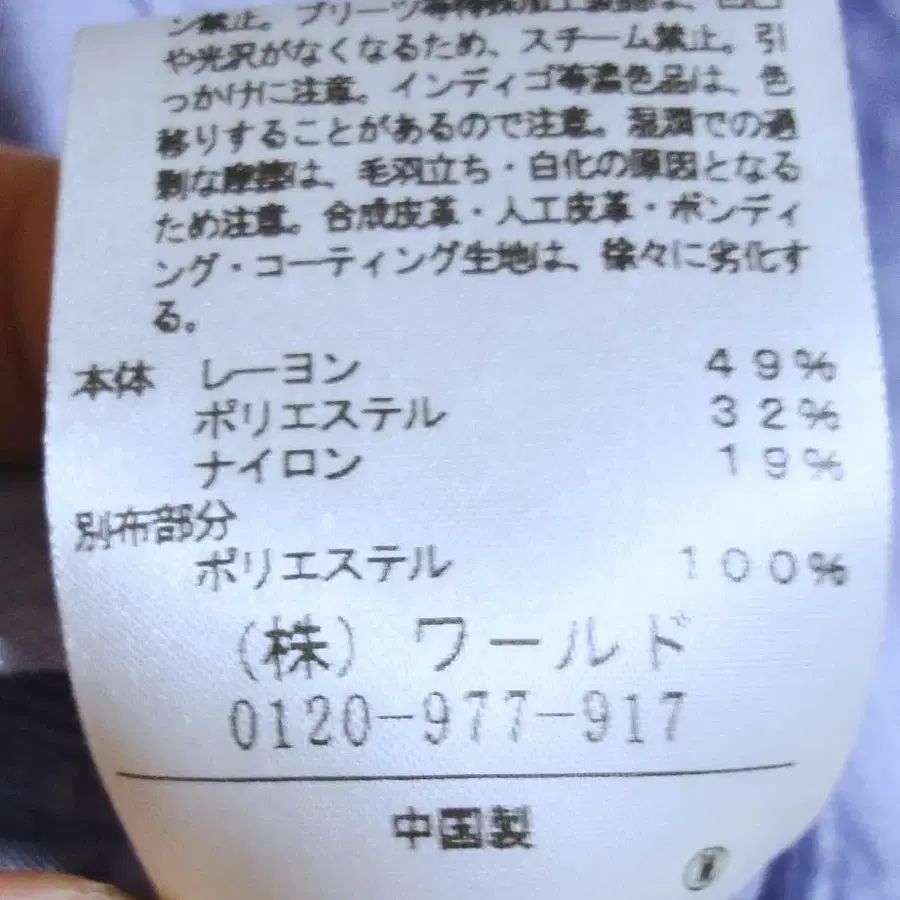 ン禁止。プリーツ等特殊加工
や光沢がなくなるため、スチーム禁止。引
っかけに注意。インディゴ等濃色品は、色
移りすることがあるので注意。湿潤での過
剰な摩擦は、毛羽立ち・白化の原因となる
ため注意。合成皮革・人工皮革・ボンディ
ング・コーティング生地は、徐々に劣化す
る。
本体 レーヨン 49%
ポリエステル 32%
ナイロン 19%
別布部分
ポリエステル 100%
(株) ワールド
0120-977-917
中国製